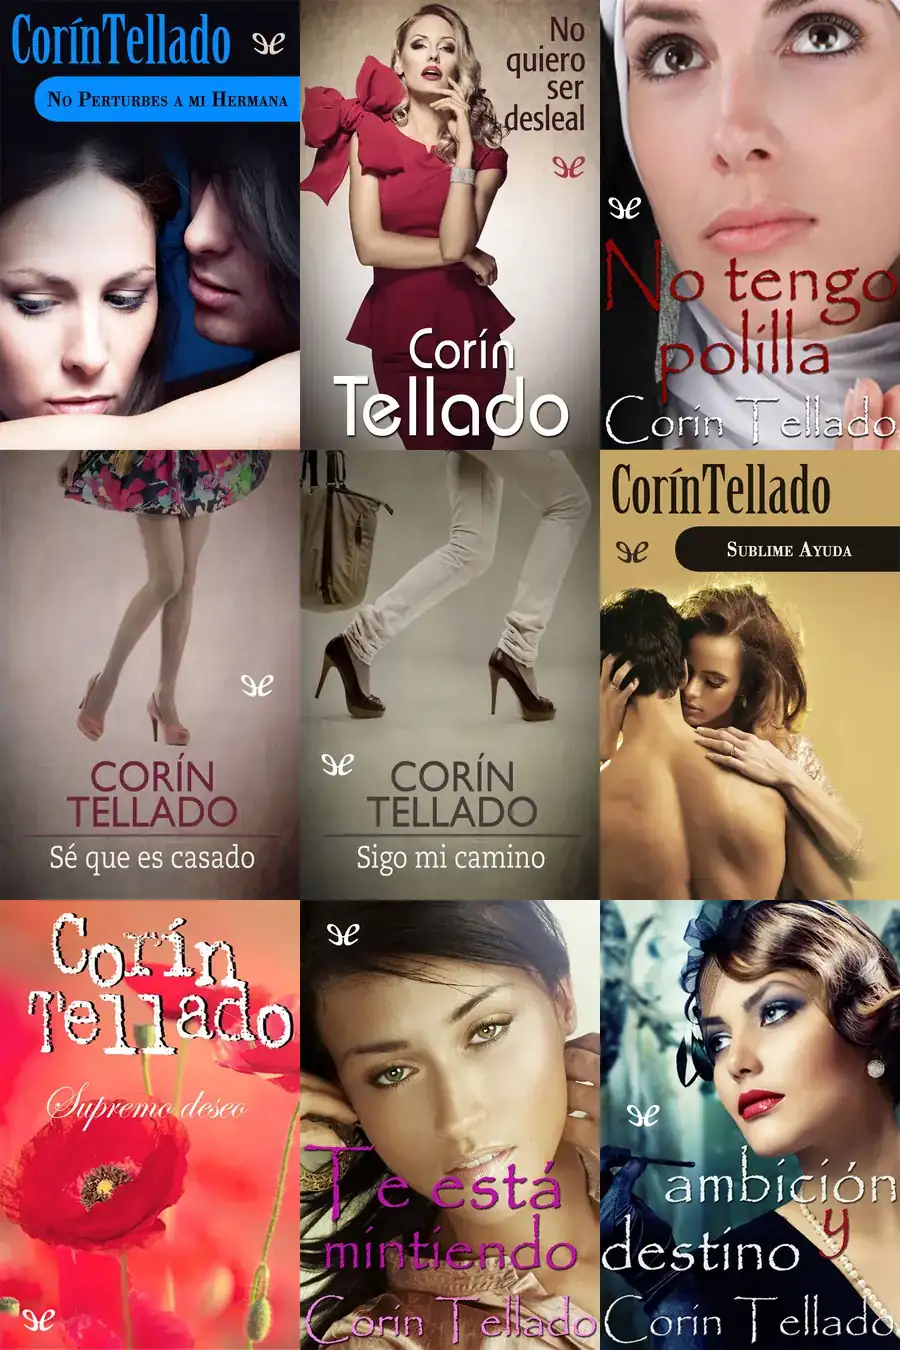 CorínTellado
No Perturbes a mi Hermana
No
quiero
ser
desleal
Corín
Tellado
No tengo
polilla
Corín Tellado
CORÍN
TELLADO
Sé que es casado
CORÍN
TELLADO
Sigo mi camino
CorínTellado
Sublime Ayuda
Corín
Tellado
Supremo deseo
Te está
mintiendo
Corín Tellado
ambición
y
destino
Corín Tellado